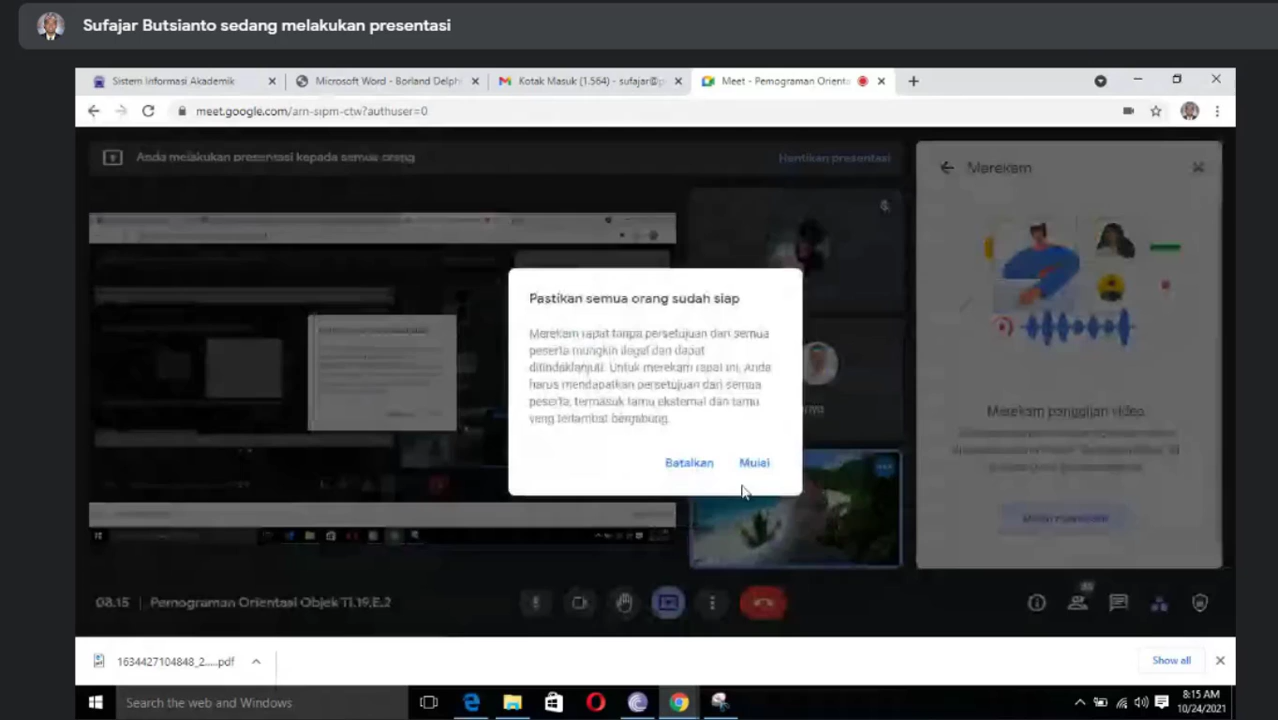 Sufajar Butsianto sedang melakukan presentasi
Sistem Informasi Akademik
Microsoft Word - Borland Delph
Kotak Masuk (1.564) - sufajar@p
Meet - Pemograman Orient
meet.google.com/arn-sipm-ctw?authuser=0
Anda melakukan presentasi kepada semua orang
Hentikan presentasi
Merekam
Pastikan semua orang sudah siap
Merekam rapat tanpa persetujuan dari semua
peserta mungkin ilegal dan dapat
ditindaklanjuti. Untuk merekam rapat ini, Anda
harus mendapatkan persetujuan dari semua
peserta, termasuk tamu eksternal dan tamu
yang terlambat bergabung.
Batalkan
Mulai
Merekam panggilan video
08.15 | Pemograman Orientasi Objek TI.19.E.2
1634427104848_2.....pdf
Show all
Search the web and Windows
8:15 AM
10/24/2021